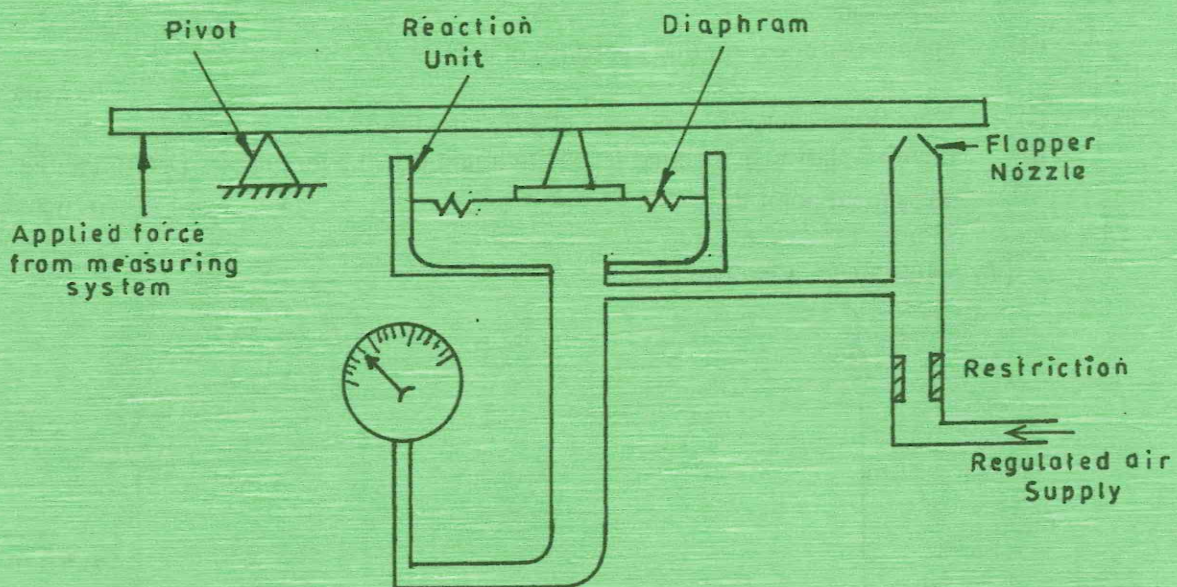 Pivot
Reaction
Unit
Diaphram
Flapper
Nozzle
Applied force
from measuring
system
Restriction
Regulated air
Supply